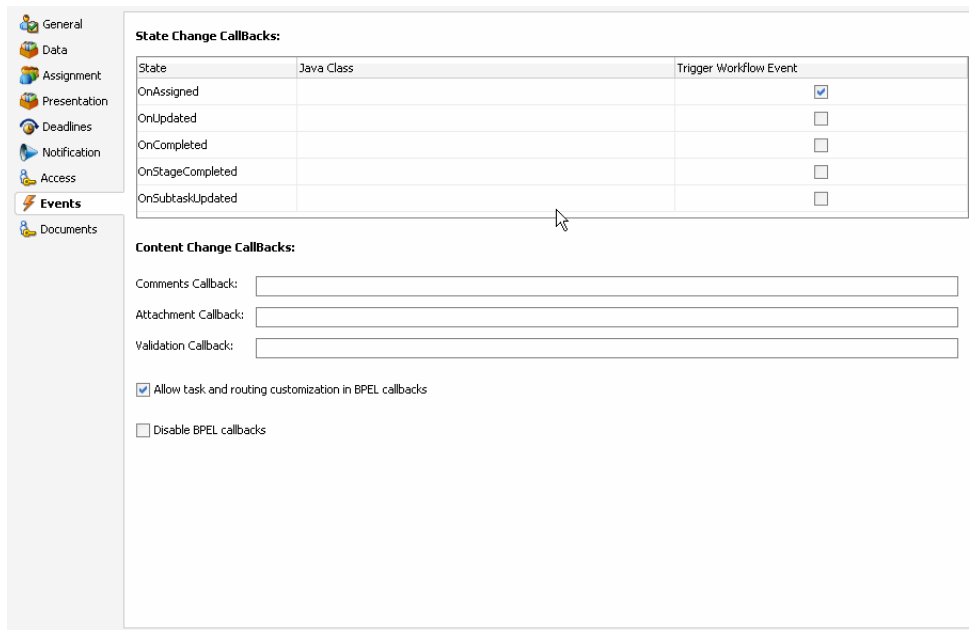 General
Data
Assignment
Presentation
Deadlines
Notification
Access
Events
Documents
State Change CallBacks:
State Java Class Trigger Workflow Event
OnAssigned
OnUpdated
OnCompleted
OnStageCompleted
OnSubtaskUpdated
Content Change CallBacks:
Comments Callback:
Attachment Callback:
Validation Callback:
Allow task and routing customization in BPEL callbacks
Disable BPEL callbacks